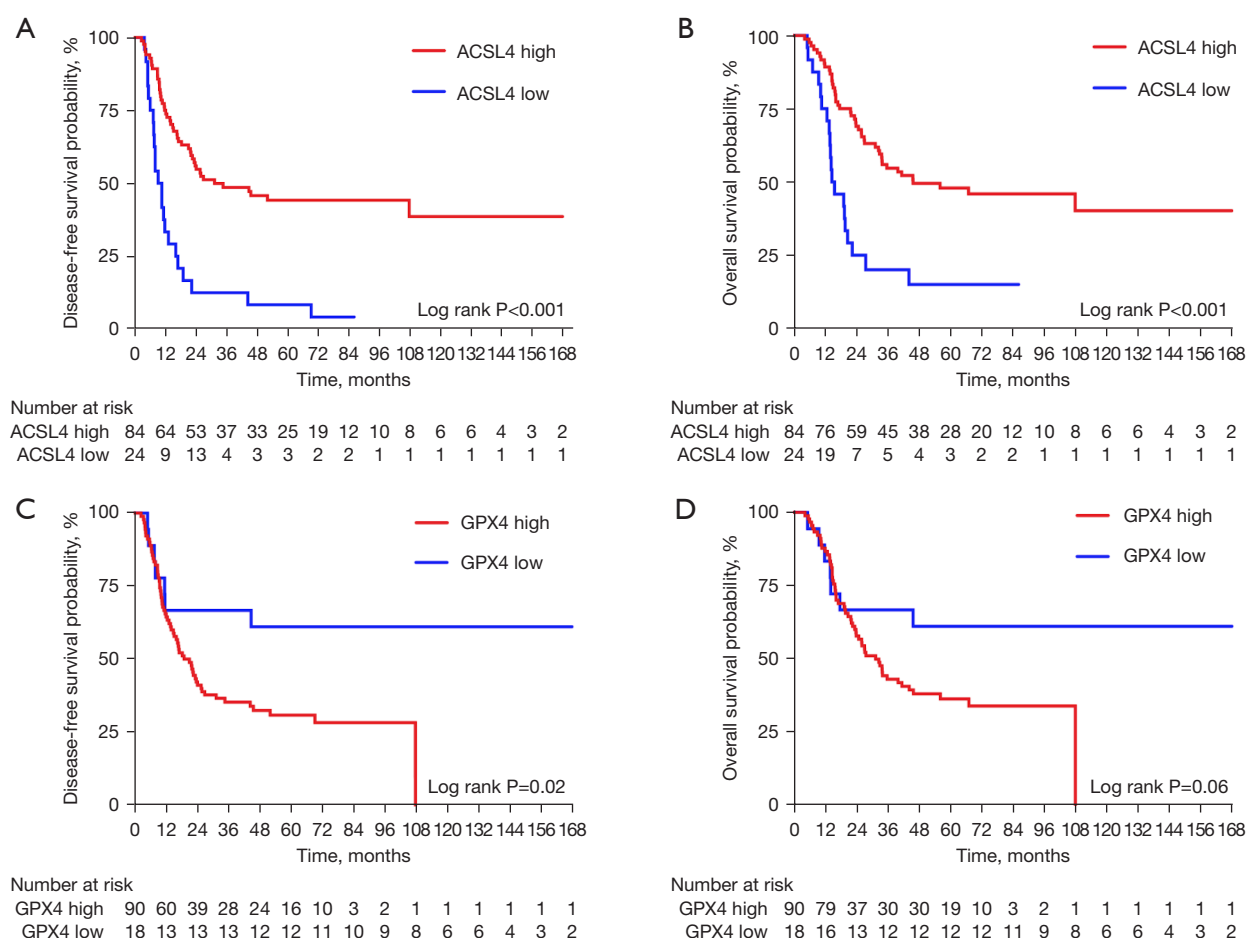 A
Disease-free survival probability, %
100
75
50
25
0
ACSL4 high
ACSL4 low
Log rank P<0.001
0 12 24 36 48 60 72 84 96 108 120 132 144 156 168
Time, months
Number at risk
ACSL4 high 84 64 53 37 33 25 19 12 10 8 6 6 4 3 2
ACSL4 low 24 9 13 4 3 3 2 2 1 1 1 1 1 1 1
B
Overall survival probability, %
100
75
50
25
0
ACSL4 high
ACSL4 low
Log rank P<0.001
0 12 24 36 48 60 72 84 96 108 120 132 144 156 168
Time, months
Number at risk
ACSL4 high 84 76 59 45 38 28 20 12 10 8 6 6 4 3 2
ACSL4 low 24 19 7 5 4 3 2 2 1 1 1 1 1 1 1
C
Disease-free survival probability, %
100
75
50
25
0
GPX4 high
GPX4 low
Log rank P=0.02
0 12 24 36 48 60 72 84 96 108 120 132 144 156 168
Time, months
Number at risk
GPX4 high 90 60 39 28 24 16 10 3 2 1 1 1 1 1 1
GPX4 low 18 13 13 13 12 12 11 10 9 8 6 6 4 3 2
D
Overall survival probability, %
100
75
50
25
0
GPX4 high
GPX4 low
Log rank P=0.06
0 12 24 36 48 60 72 84 96 108 120 132 144 156 168
Time, months
Number at risk
GPX4 high 90 79 37 30 30 19 10 3 2 1 1 1 1 1 1
GPX4 low 18 16 13 12 12 12 12 11 9 8 6 6 4 3 2